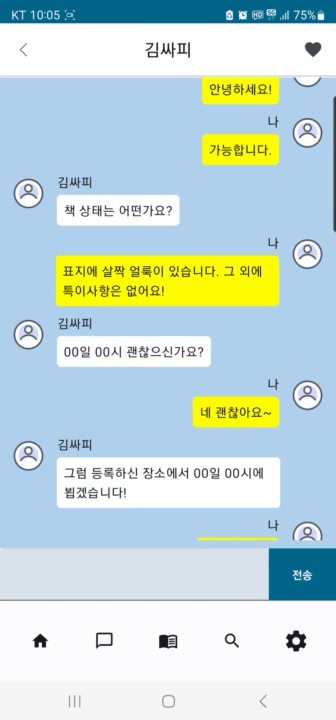 KT 10:05 75%
김싸피
안녕하세요!
나
가능합니다.
김싸피
책 상태는 어떤가요?
나
표지에 살짝 얼룩이 있습니다. 그 외에
특이사항은 없어요!
김싸피
00일 00시 괜찮으신가요?
나
네 괜찮아요~
김싸피
그럼 등록하신 장소에서 00일 00시에
뵙겠습니다!
나
전송